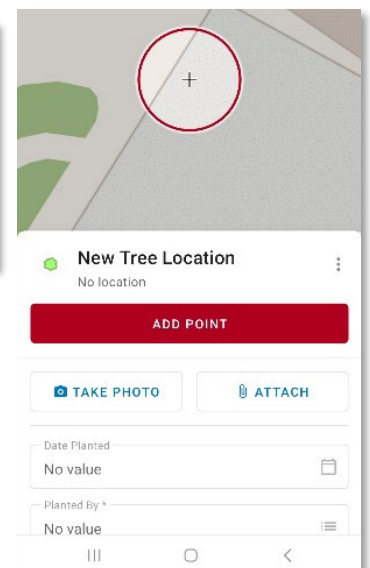 New Tree Location
No location
ADD POINT
TAKE PHOTO
ATTACH
Date Planted
No value
Planted By *
No value